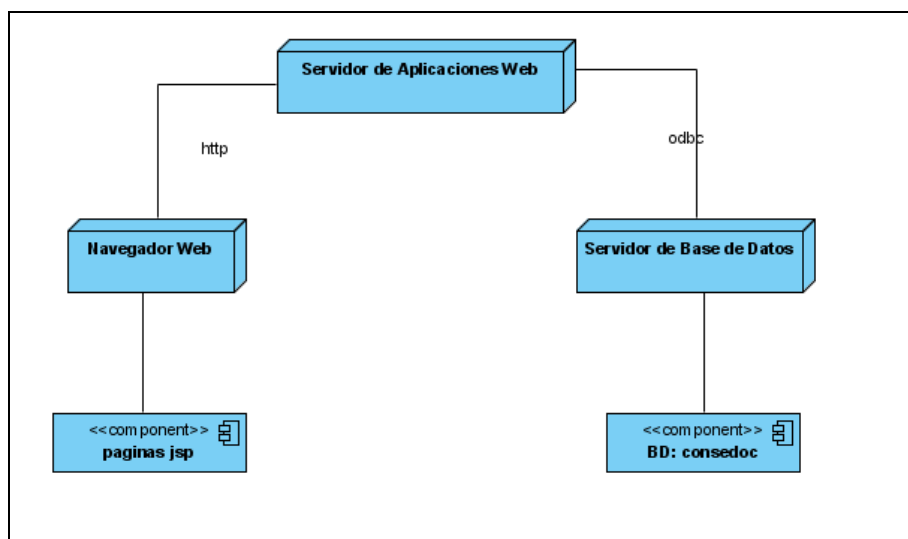 Servidor de Aplicaciones Web
http
odbc
Navegador Web
Servidor de Base de Datos
<<component>>
paginas jsp
<<component>>
BD: consedoc